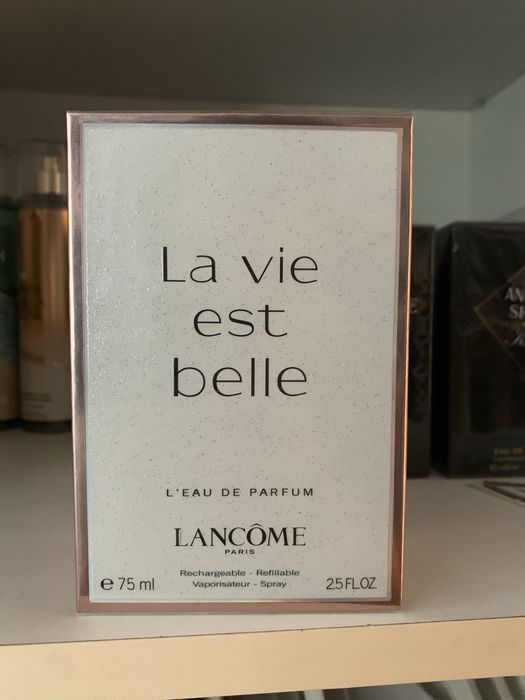 La vie
est
belle
L'EAU DE PARFUM
LANCÔME
PARIS
Rechargeable - Refillable
Vaporisateur - Spray
e 75 ml
2.5 FL.OZ.